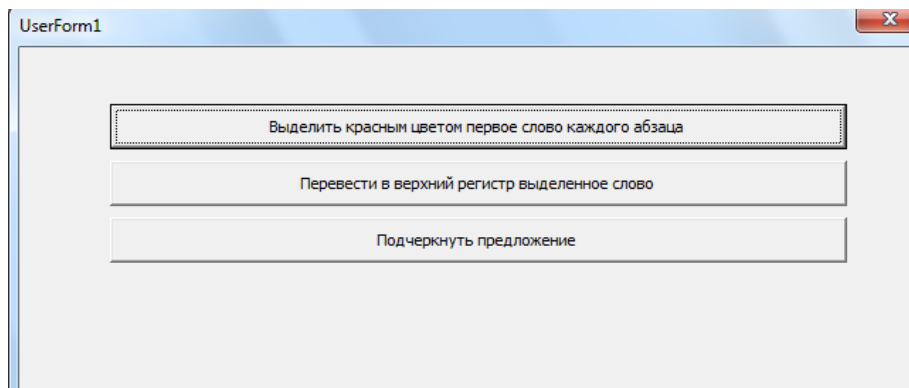 UserForm1
Выделить красным цветом первое слово каждого абзаца
Перевести в верхний регистр выделенное слово
Подчеркнуть предложение